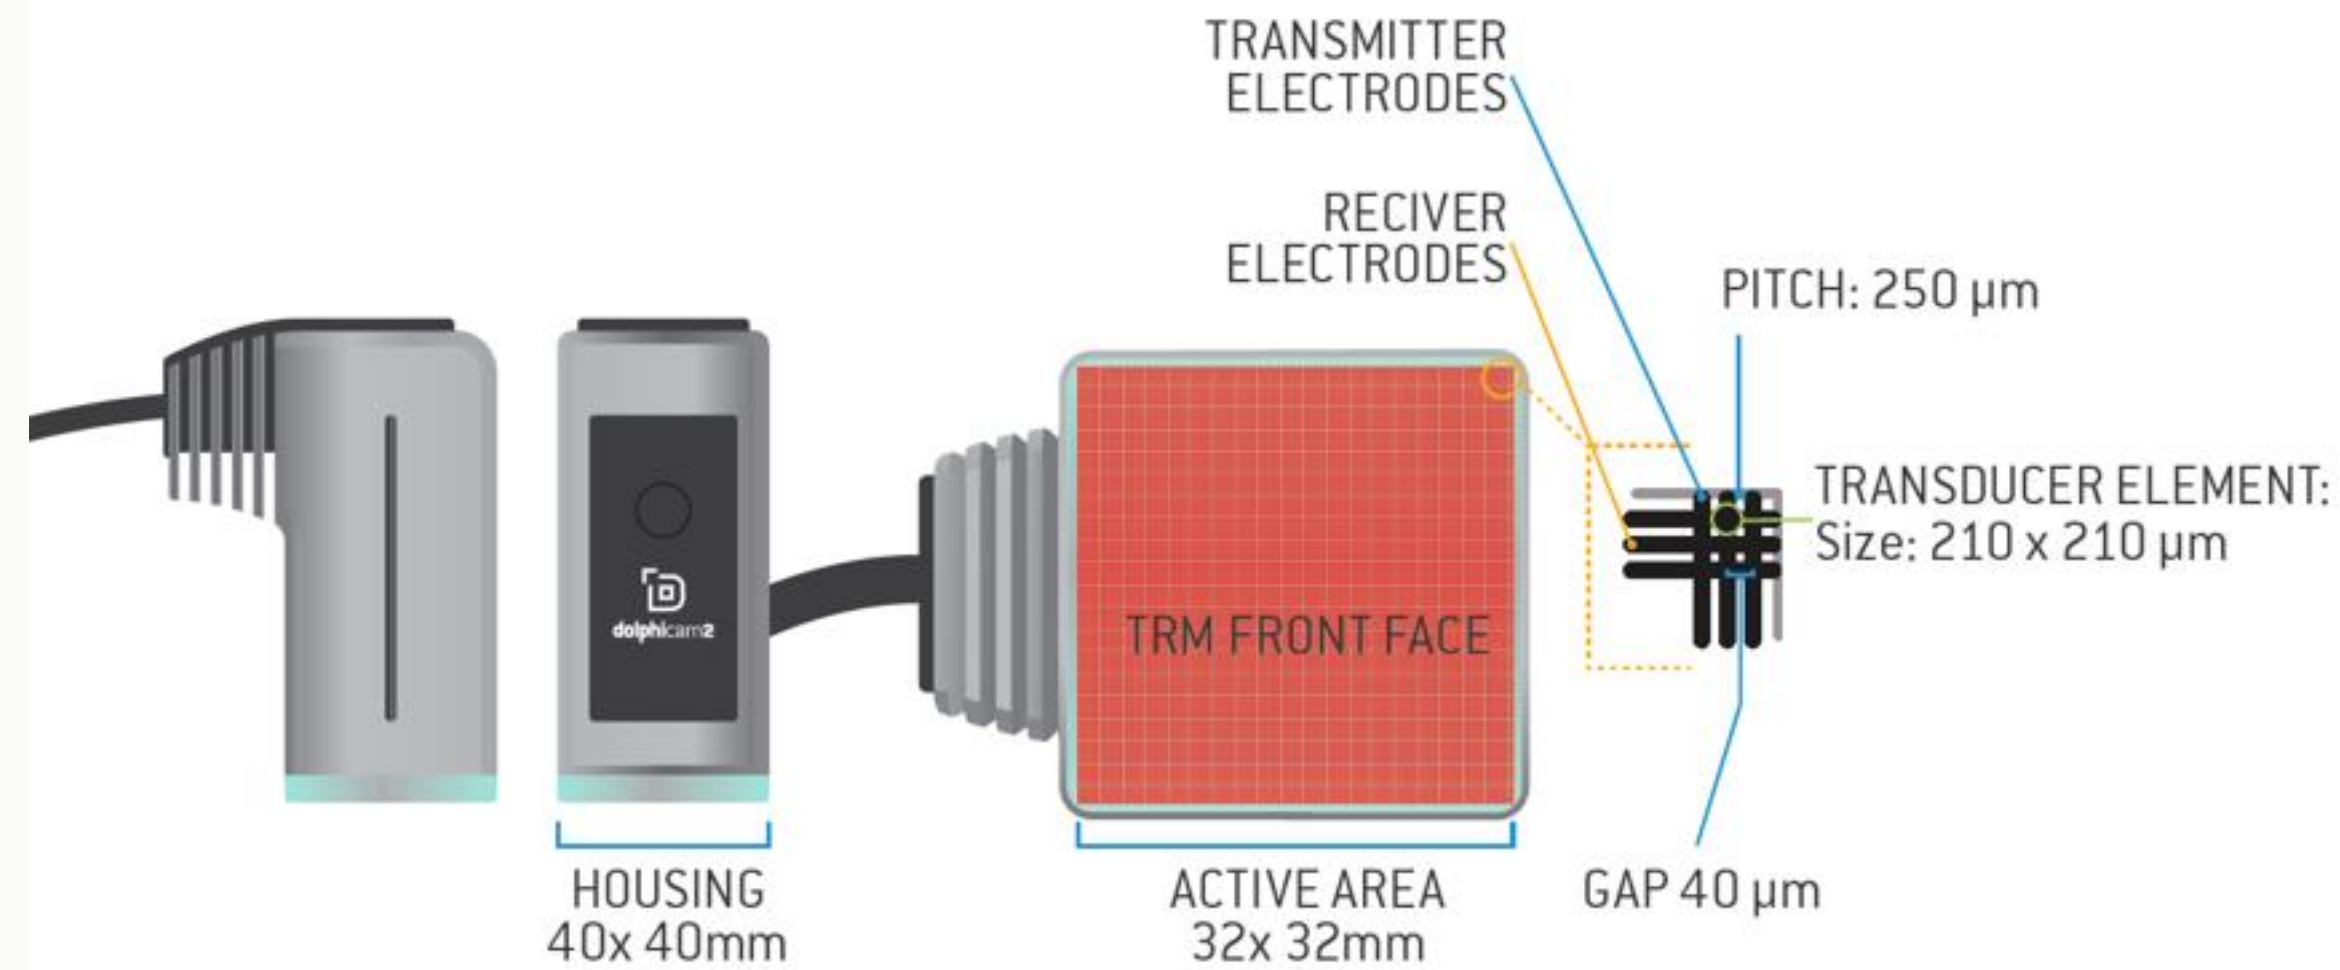 TRANSMITTER
ELECTRODES
RECIVER
ELECTRODES
PITCH: 250 µm
TRANSDUCER ELEMENT:
Size: 210 x 210 µm
dolphicam2
TRM FRONT FACE
HOUSING
40x 40mm
ACTIVE AREA
32x 32mm
GAP 40 µm